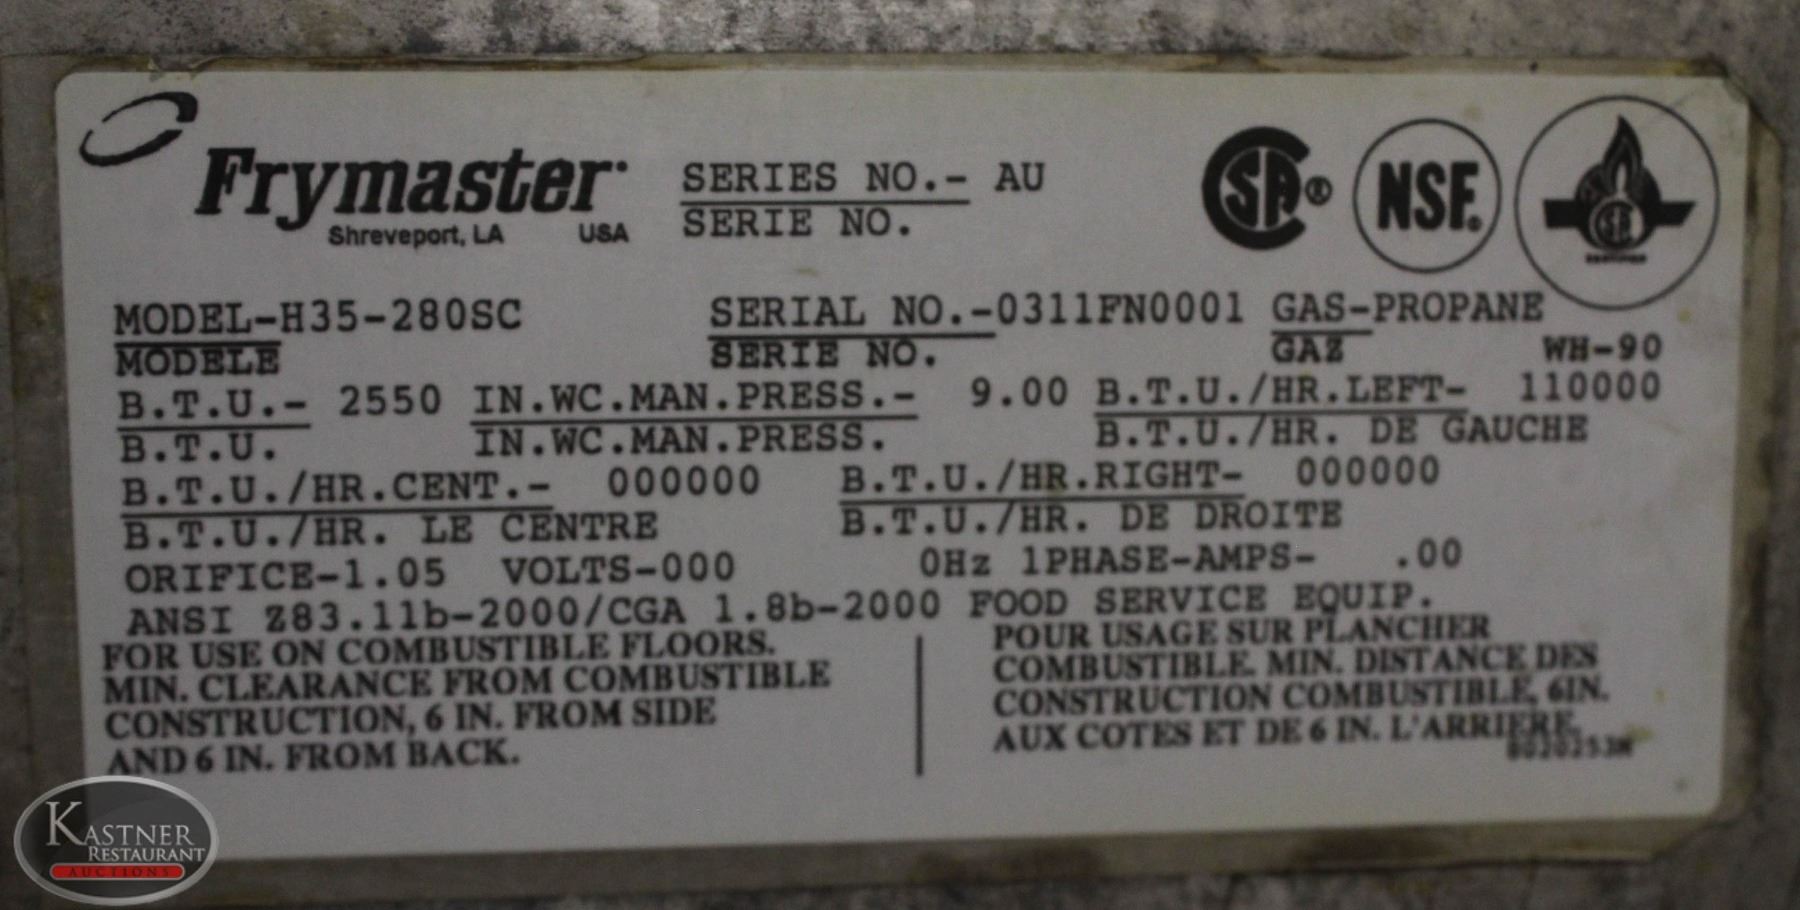 Frymaster
Shreveport, LA USA
SERIES NO.- AU
SERIE NO.
CSA®
NSF®
MODEL-H35-280SC SERIAL NO.-0311FN0001 GAS-PROPANE
MODELE SERIE NO. GAZ WH-90
B.T.U.- 2550 IN.WC.MAN.PRESS.- 9.00 B.T.U./HR.LEFT- 110000
B.T.U. IN.WC.MAN.PRESS. B.T.U./HR. DE GAUCHE
B.T.U./HR.CENT.- 000000 B.T.U./HR.RIGHT- 000000
B.T.U./HR. LE CENTRE B.T.U./HR. DE DROITE
ORIFICE-1.05 VOLTS-000 0Hz 1PHASE-AMPS- .00
ANSI Z83.11b-2000/CGA 1.8b-2000 FOOD SERVICE EQUIP.
FOR USE ON COMBUSTIBLE FLOORS.
MIN. CLEARANCE FROM COMBUSTIBLE
CONSTRUCTION, 6 IN. FROM SIDE
AND 6 IN. FROM BACK.
POUR USAGE SUR PLANCHER
COMBUSTIBLE. MIN. DISTANCE DES
CONSTRUCTION COMBUSTIBLE, 6IN.
AUX COTES ET DE 6 IN. L'ARRIERE.
KASTNER
RESTAURANT
AUCTIONS